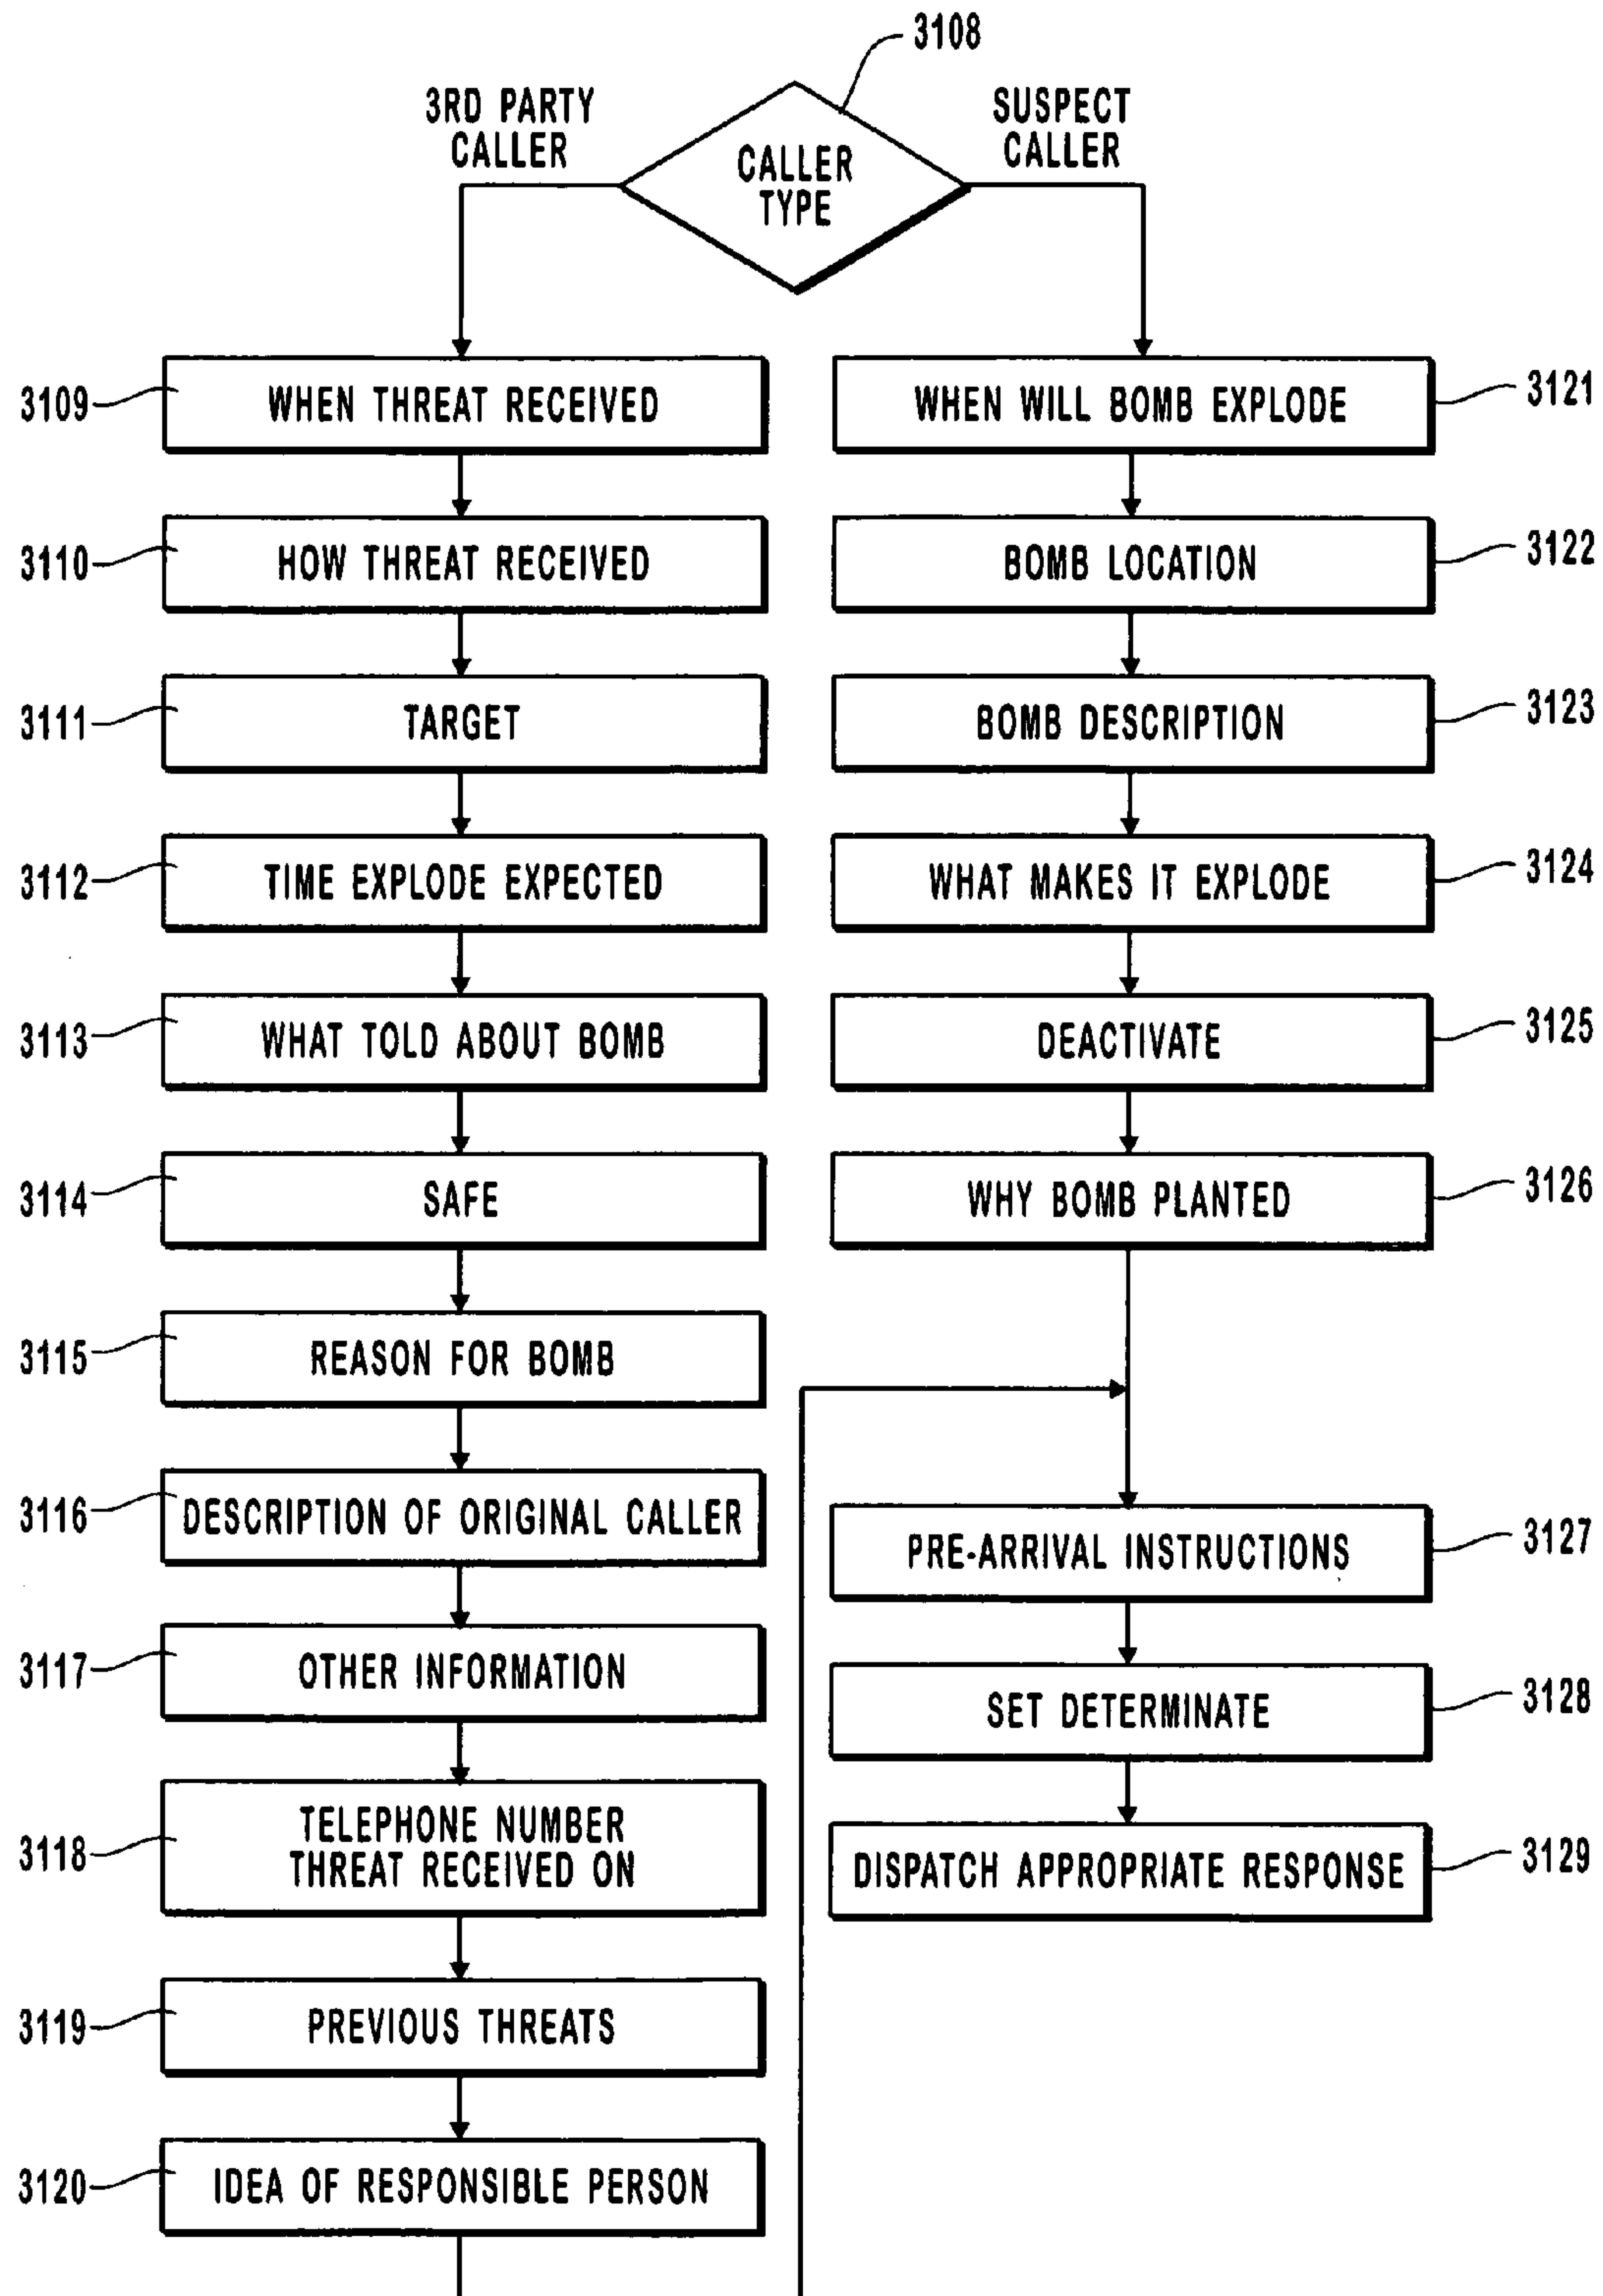 3108
3RD PARTY
CALLER
CALLER
TYPE
SUSPECT
CALLER
3109
WHEN THREAT RECEIVED
3110
HOW THREAT RECEIVED
3111
TARGET
3112
TIME EXPLODE EXPECTED
3113
WHAT TOLD ABOUT BOMB
3114
SAFE
3115
REASON FOR BOMB
3116
DESCRIPTION OF ORIGINAL CALLER
3117
OTHER INFORMATION
3118
TELEPHONE NUMBER
THREAT RECEIVED ON
3119
PREVIOUS THREATS
3120
IDEA OF RESPONSIBLE PERSON
WHEN WILL BOMB EXPLODE
3121
BOMB LOCATION
3122
BOMB DESCRIPTION
3123
WHAT MAKES IT EXPLODE
3124
DEACTIVATE
3125
WHY BOMB PLANTED
3126
PRE-ARRIVAL INSTRUCTIONS
3127
SET DETERMINATE
3128
DISPATCH APPROPRIATE RESPONSE
3129